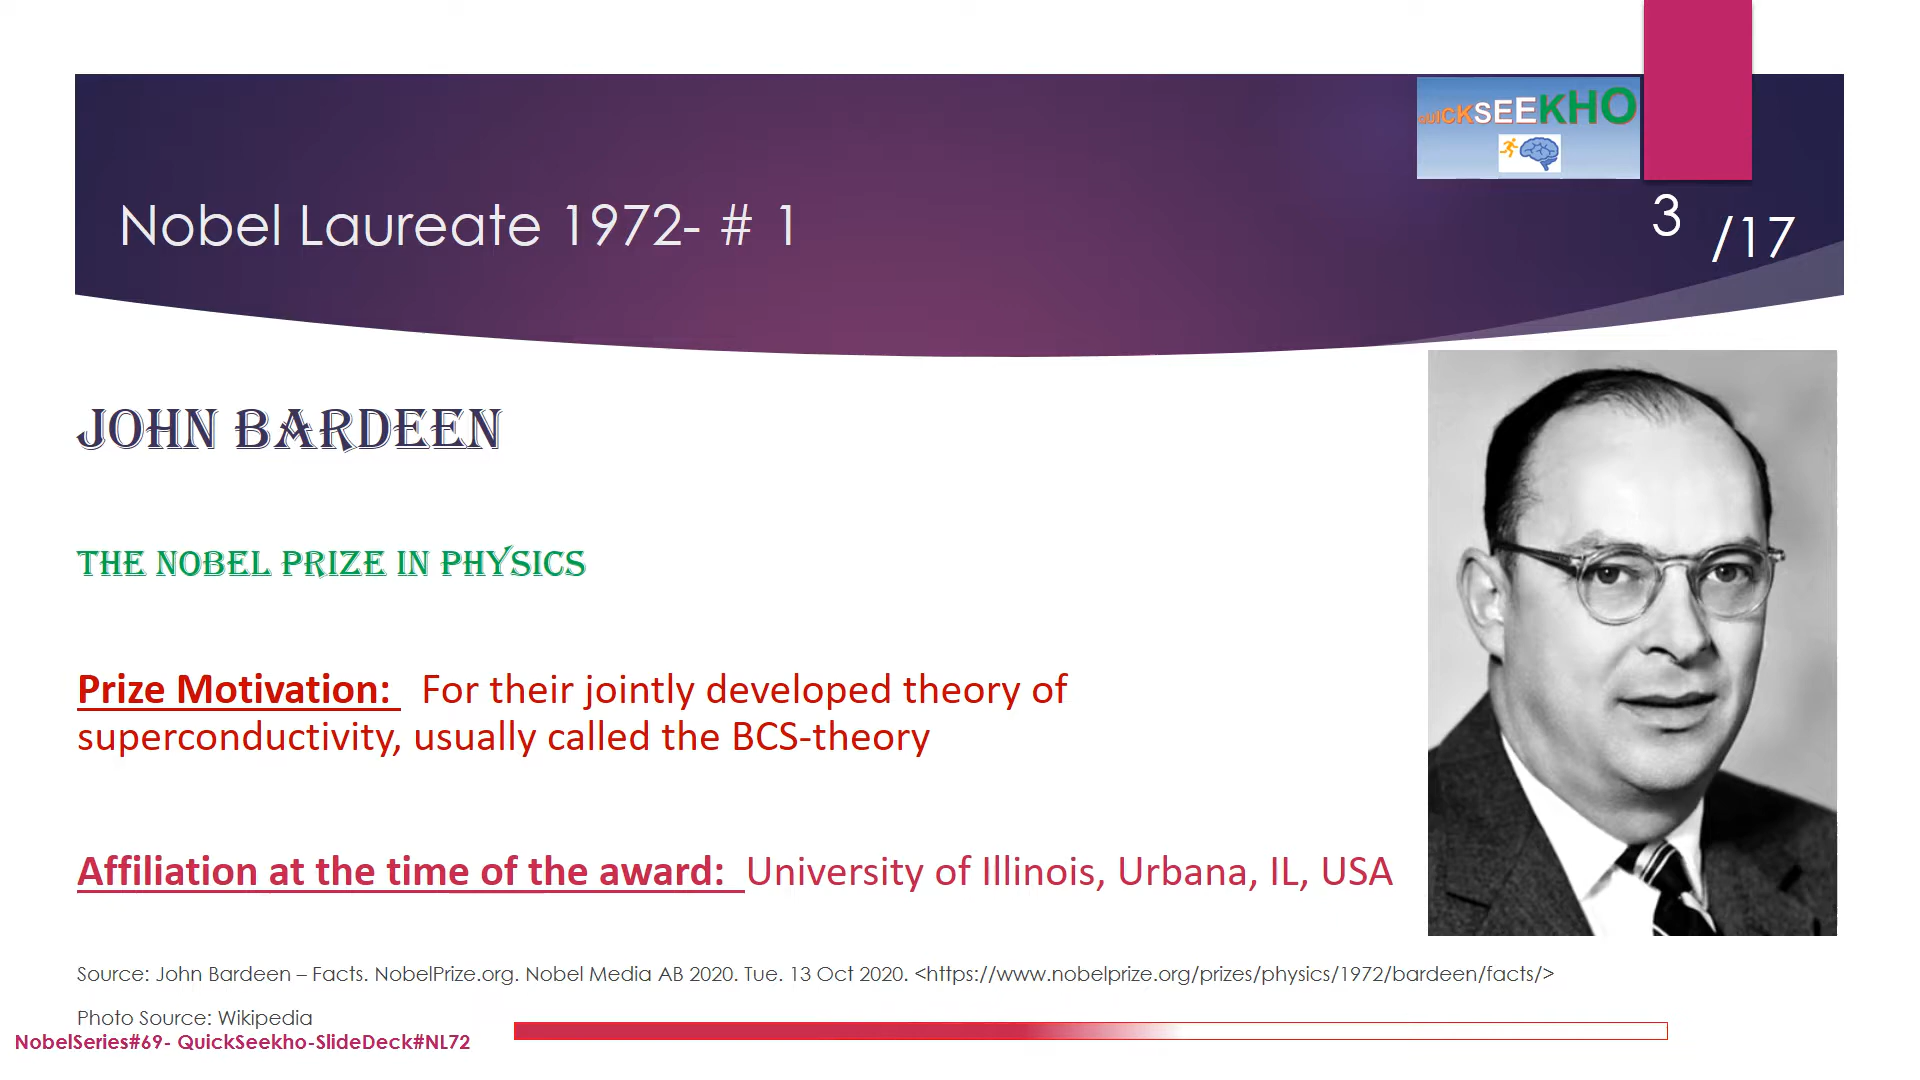 QUICKSEEKHO
Nobel Laureate 1972- # 1
3 /17
JOHN BARDEEN
THE NOBEL PRIZE IN PHYSICS
Prize Motivation: For their jointly developed theory of
superconductivity, usually called the BCS-theory
Affiliation at the time of the award: University of Illinois, Urbana, IL, USA
Source: John Bardeen – Facts. NobelPrize.org. Nobel Media AB 2020. Tue. 13 Oct 2020. <https://www.nobelprize.org/prizes/physics/1972/bardeen/facts/>
Photo Source: Wikipedia
NobelSeries#69- QuickSeekho-SlideDeck#NL72